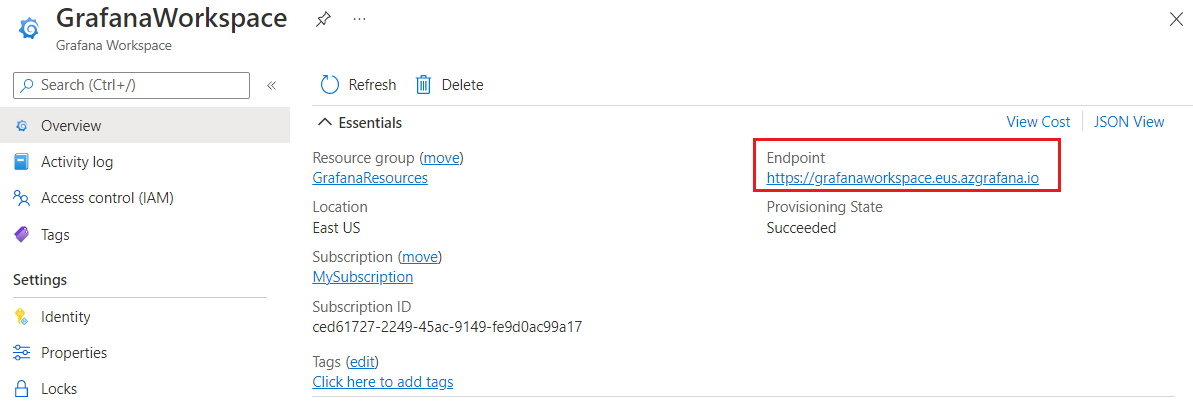 GrafanaWorkspace
Grafana Workspace
Search (Ctrl+/)
Overview
Activity log
Access control (IAM)
Tags
Settings
Identity
Properties
Locks
Refresh
Delete
Essentials
View Cost
JSON View
Resource group (move)
GrafanaResources
Location
East US
Subscription (move)
MySubscription
Subscription ID
ced61727-2249-45ac-9149-fe9d0ac99a17
Tags (edit)
Click here to add tags
Endpoint
https://grafanaworkspace.eus.azgrafana.io
Provisioning State
Succeeded